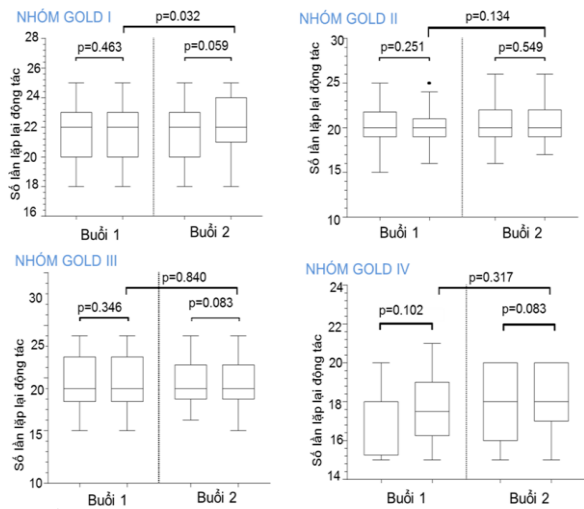 NHÓM GOLD I
p=0.032
p=0.463
p=0.059
Số lần lặp lại động tác
28
26
24
22
20
18
16
Buổi 1
Buổi 2
NHÓM GOLD II
p=0.134
p=0.251
p=0.549
Số lần lặp lại động tác
30
25
20
15
10
Buổi 1
Buổi 2
NHÓM GOLD III
p=0.840
p=0.346
p=0.083
Số lần lặp lại động tác
30
25
20
15
10
Buổi 1
Buổi 2
NHÓM GOLD IV
p=0.317
p=0.102
p=0.083
Số lần lặp lại động tác
24
22
20
18
16
14
Buổi 1
Buổi 2